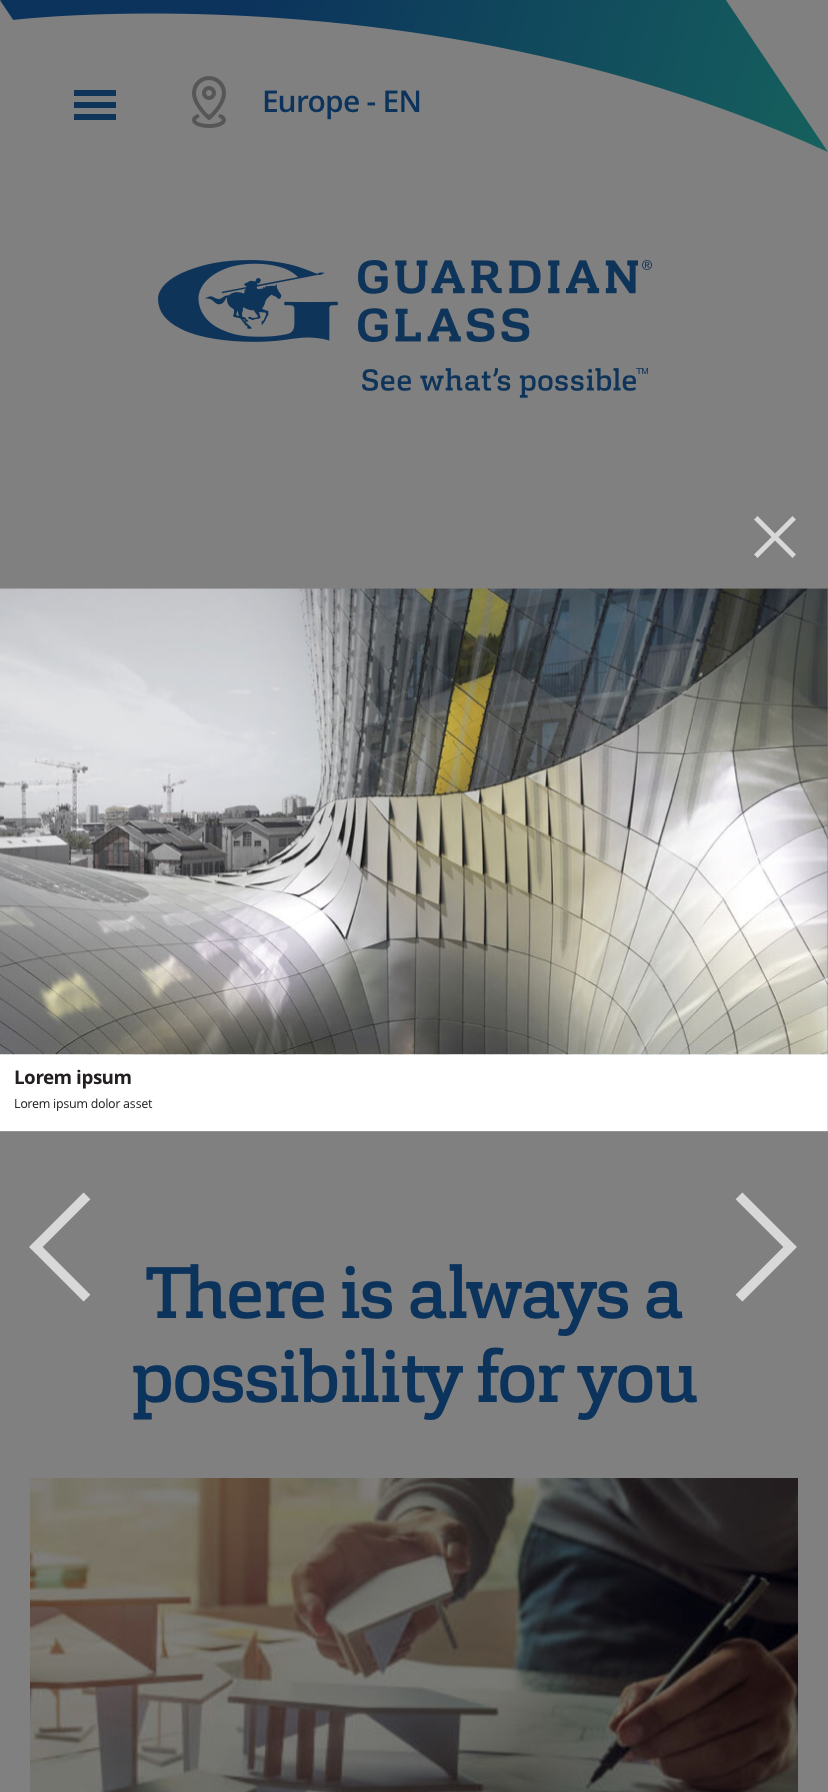 Europe - EN
GUARDIAN®
GLASS
See what's possible™
Lorem ipsum
Lorem ipsum dolor asset
There is always a
possibility for you